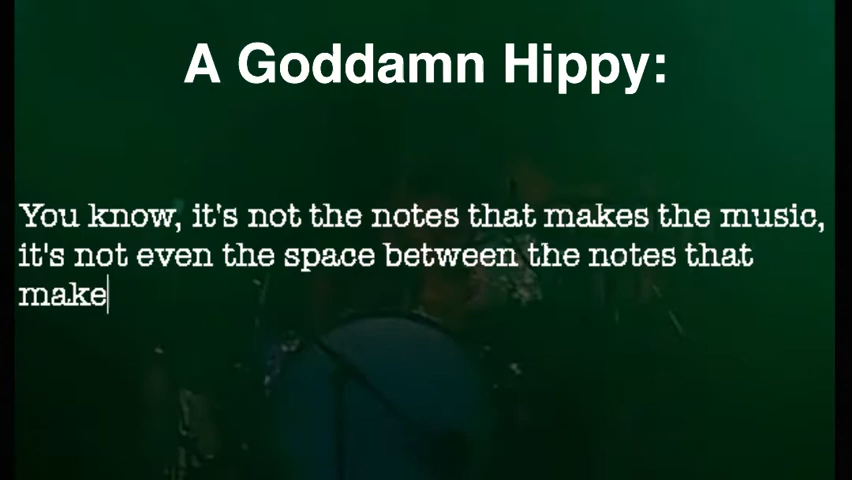 A Goddamn Hippy:
You know, it's not the notes that makes the music,
it's not even the space between the notes that
make